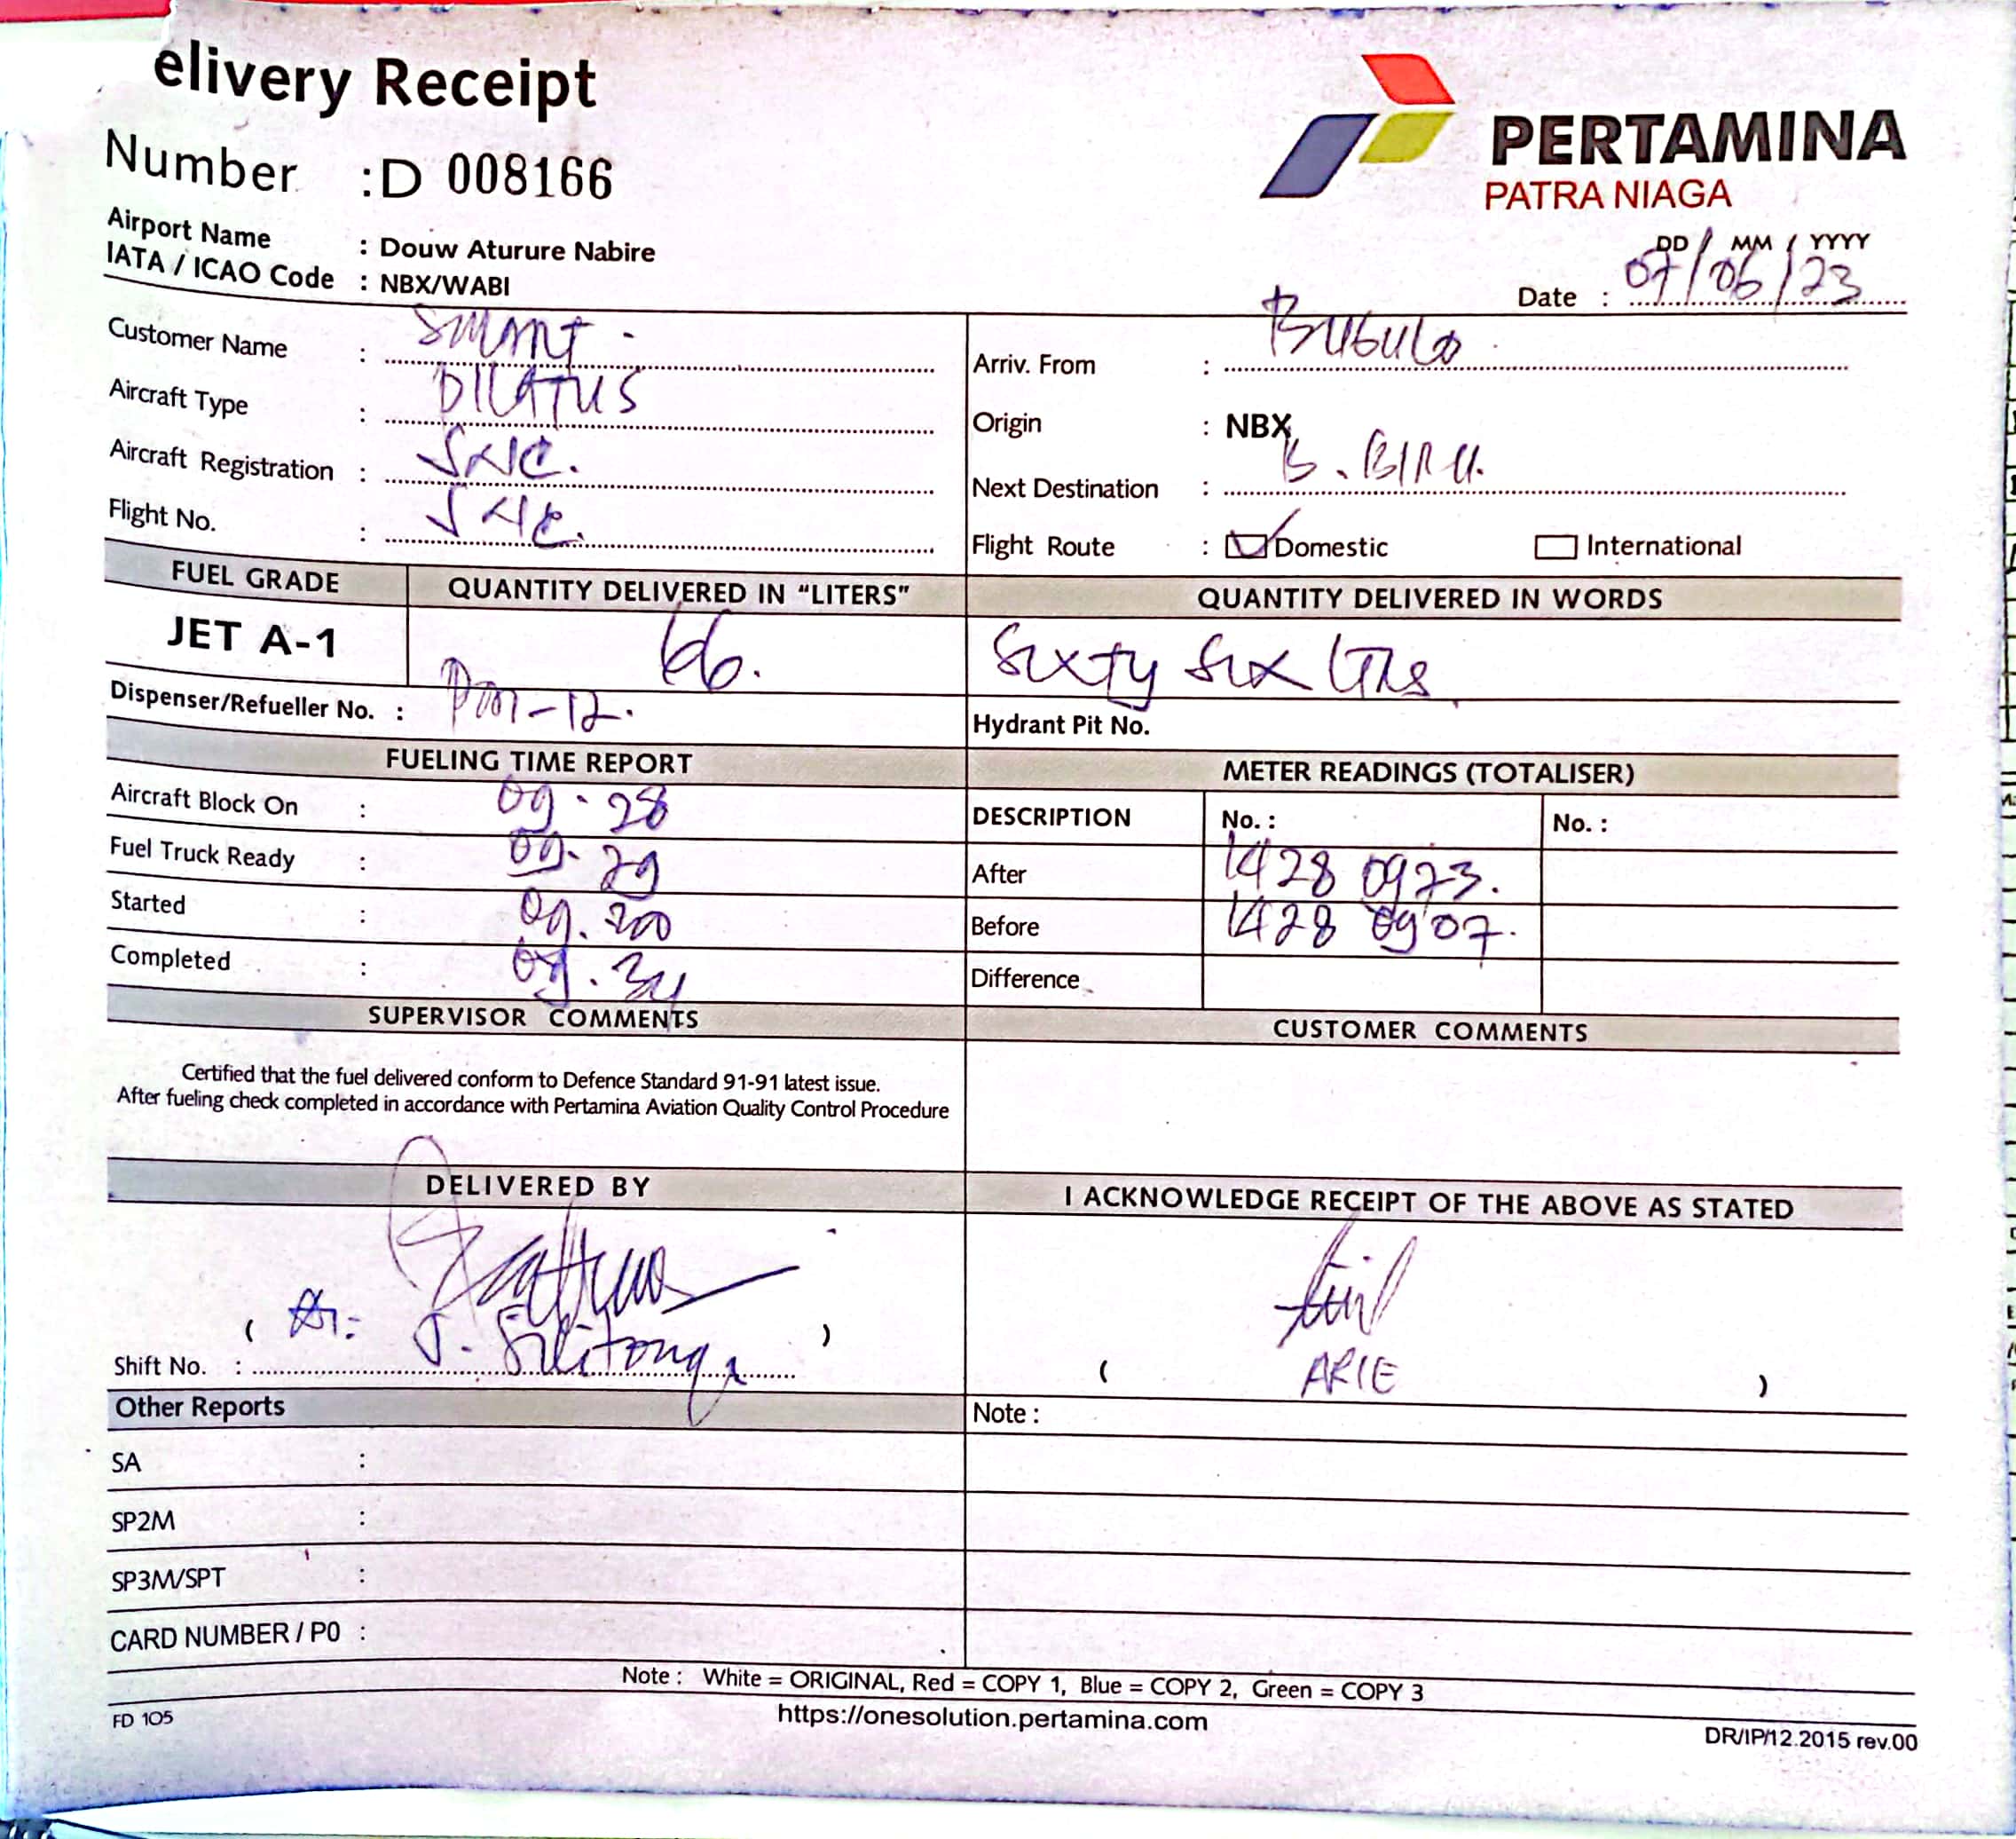 elivery Receipt
Number :D 008166
PERTAMINA
PATRA NIAGA
Airport Name : Douw Aturure Nabire
IATA / ICAO Code : NBX/WABI
DD / MM / YYYY
Date : 07/06/23
Customer Name : SMART
Aircraft Type : PILATUS
Aircraft Registration :
Flight No. :
Arriv. From :
Origin : NBX
Next Destination : B. BIRU.
Flight Route : Domestic International
FUEL GRADE QUANTITY DELIVERED IN “LITERS” QUANTITY DELIVERED IN WORDS
JET A-1 66. Sixty Six LTRs
Dispenser/Refueller No. : -12. Hydrant Pit No.
FUELING TIME REPORT
Aircraft Block On : 09.28
Fuel Truck Ready : 09.29
Started : 09.
Completed : 09.
METER READINGS (TOTALISER)
DESCRIPTION No. : No. :
After 1428 0973.
Before 1428 0907.
Difference
SUPERVISOR COMMENTS CUSTOMER COMMENTS
Certified that the fuel delivered conform to Defence Standard 91-91 latest issue.
After fueling check completed in accordance with Pertamina Aviation Quality Control Procedure
DELIVERED BY I ACKNOWLEDGE RECEIPT OF THE ABOVE AS STATED
( J. Silitonga )
Shift No. :
( ARIE )
Other Reports Note :
SA :
SP2M :
SP3M/SPT :
CARD NUMBER / P0 :
Note : White = ORIGINAL, Red = COPY 1, Blue = COPY 2, Green = COPY 3
FD 105 https://onesolution.pertamina.com DR/IP/12.2015 rev.00